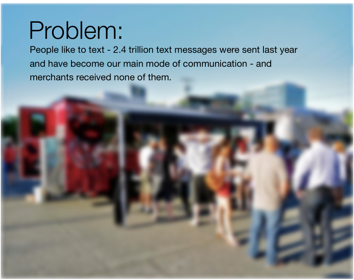 Problem:
People like to text - 2.4 trillion text messages were sent last year
and have become our main mode of communication - and
merchants received none of them.